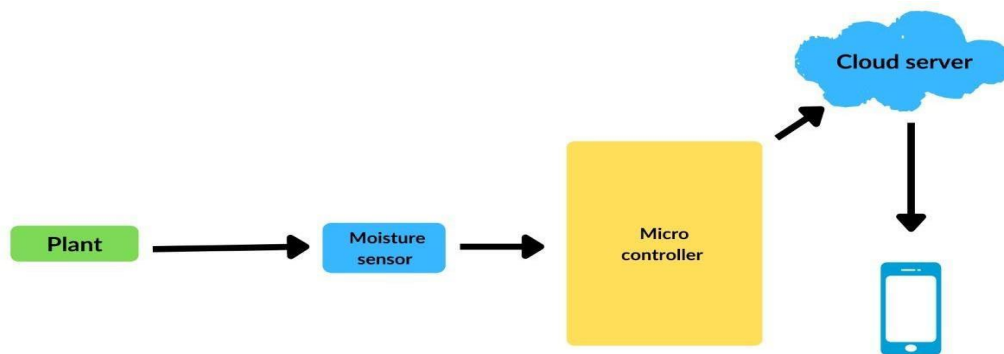 Cloud server
Plant
Moisture
sensor
Micro
controller